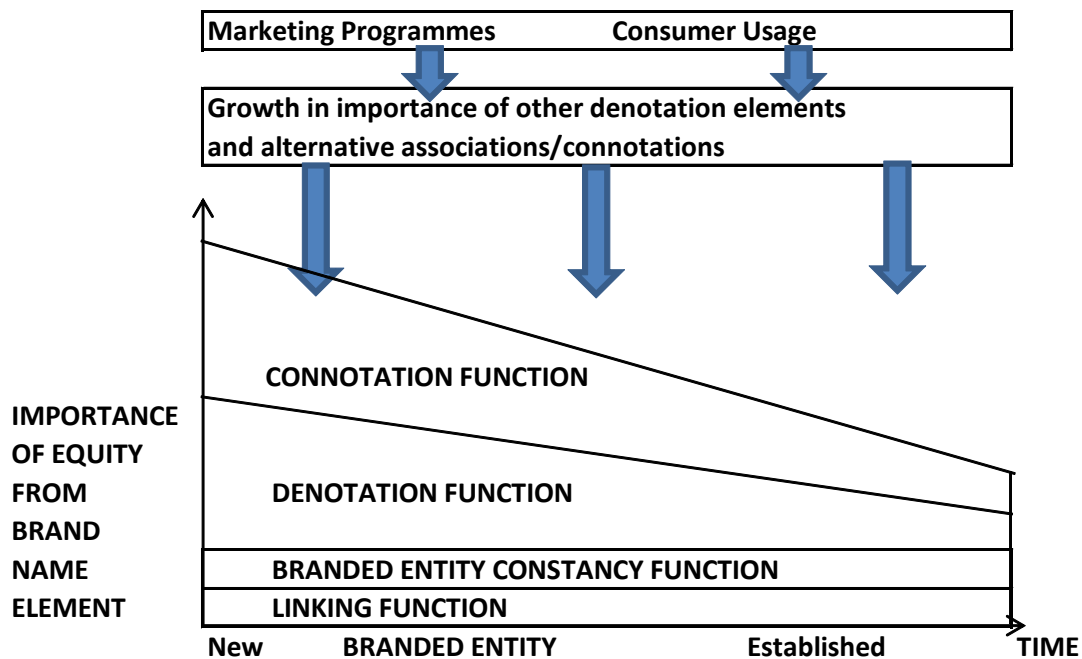 Marketing Programmes Consumer Usage
Growth in importance of other denotation elements
and alternative associations/connotations
CONNOTATION FUNCTION
IMPORTANCE
OF EQUITY
FROM
BRAND
NAME
ELEMENT
DENOTATION FUNCTION
BRANDED ENTITY CONSTANCY FUNCTION
LINKING FUNCTION
New BRANDED ENTITY Established TIME